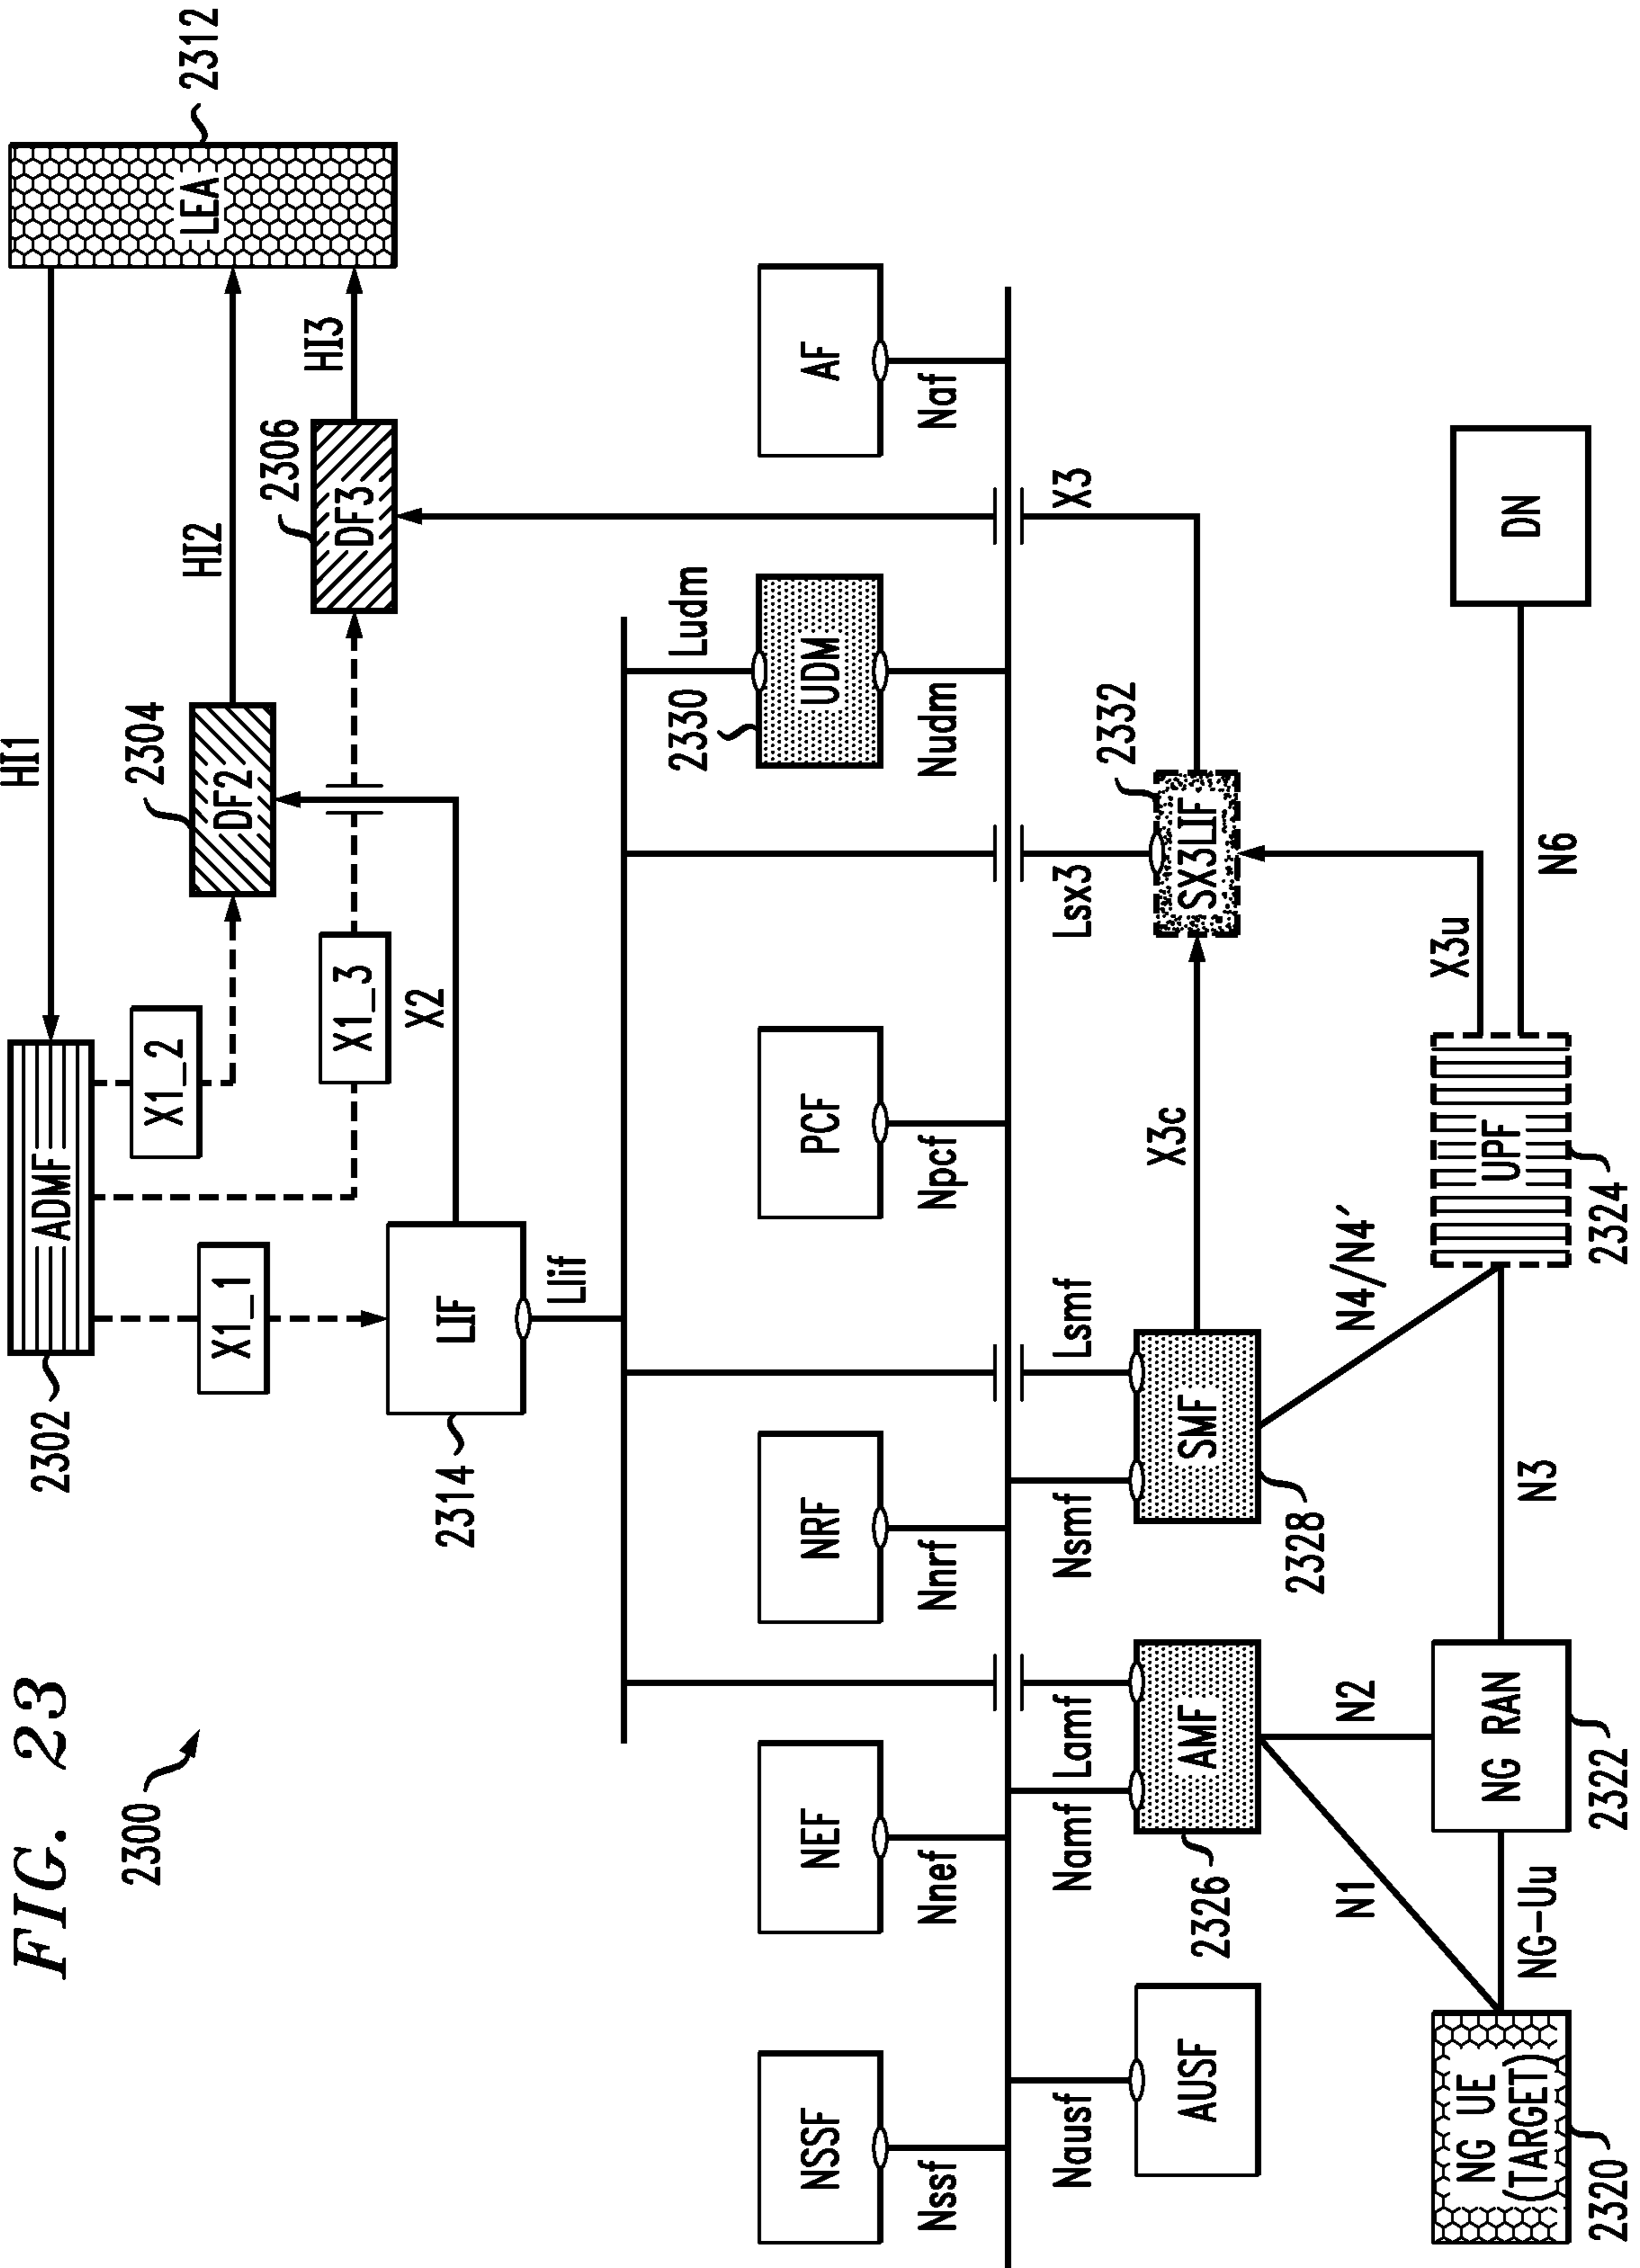 FIG. 23
2300
2302
ADMF
HI1
LEA
2312
X1_1
X1_2
X1_3
2304
DF2
HI2
2306
DF3
HI3
2314
LIF
X2
Llif
NSSF
Nssf
NEF
Nnef
NRF
Nnrf
PCF
Npcf
2330
UDM
Ludm
Nudm
AF
Naf
Nausf
AUSF
Namf
Lamf
AMF
2326
Nsmf
Lsmf
SMF
2328
X3c
Lsx3
SX3LIF
2332
X3
N1
N2
N4/N4′
X3u
NG UE
(TARGET)
2320
NG-Uu
NG RAN
2322
N3
UPF
2324
N6
DN